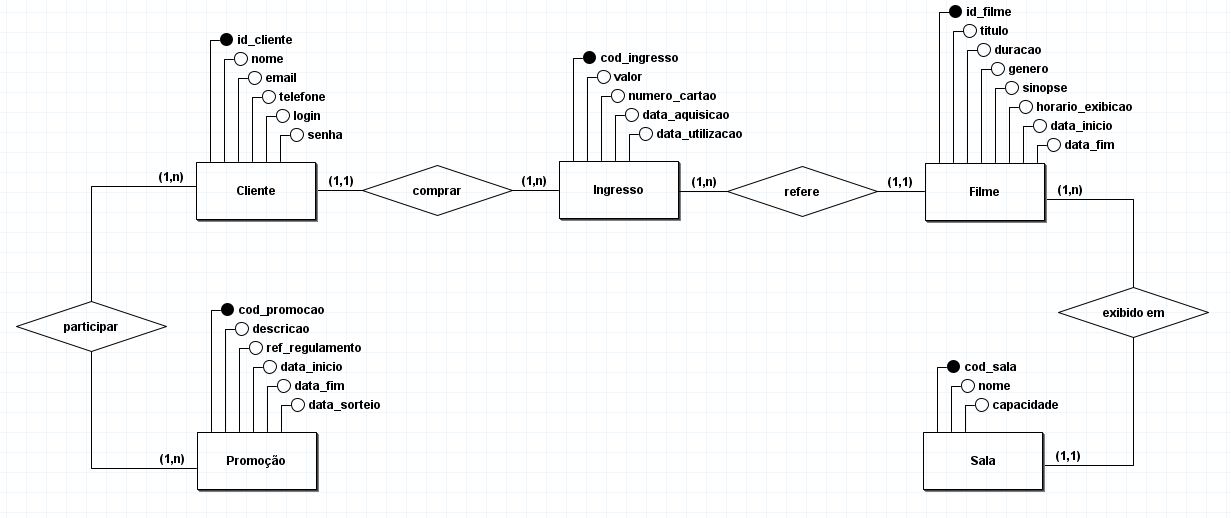 id_cliente
nome
email
telefone
login
senha
(1,n)
Cliente
(1,1)
comprar
(1,n)
cod_ingresso
valor
numero_cartao
data_aquisicao
data_utilizacao
Ingresso
(1,n)
refere
(1,1)
id_filme
titulo
duracao
genero
sinopse
horario_exibicao
data_inicio
data_fim
Filme
(1,n)
participar
exibido em
cod_promocao
descricao
ref_regulamento
data_inicio
data_fim
data_sorteio
(1,n)
Promoção
cod_sala
nome
capacidade
Sala
(1,1)